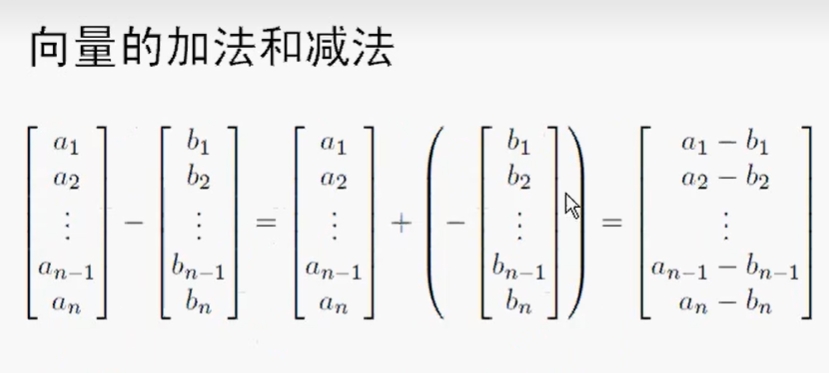 向量的加法和减法
\begin{bmatrix} a_1 \\ a_2 \\ \vdots \\ a_{n-1} \\ a_n \end{bmatrix} - \begin{bmatrix} b_1 \\ b_2 \\ \vdots \\ b_{n-1} \\ b_n \end{bmatrix} = \begin{bmatrix} a_1 \\ a_2 \\ \vdots \\ a_{n-1} \\ a_n \end{bmatrix} + \left( - \begin{bmatrix} b_1 \\ b_2 \\ \vdots \\ b_{n-1} \\ b_n \end{bmatrix} \right) = \begin{bmatrix} a_1 - b_1 \\ a_2 - b_2 \\ \vdots \\ a_{n-1} - b_{n-1} \\ a_n - b_n \end{bmatrix}